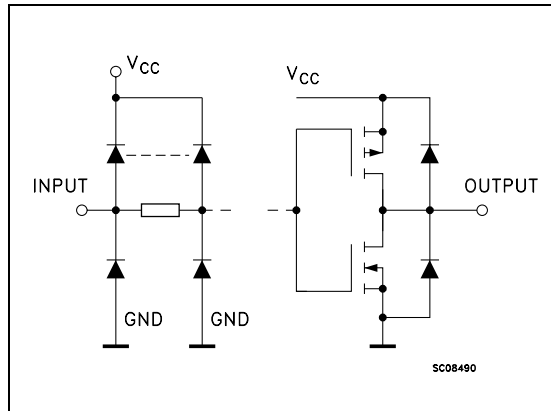 VCC
VCC
INPUT
OUTPUT
GND
GND
SC08490